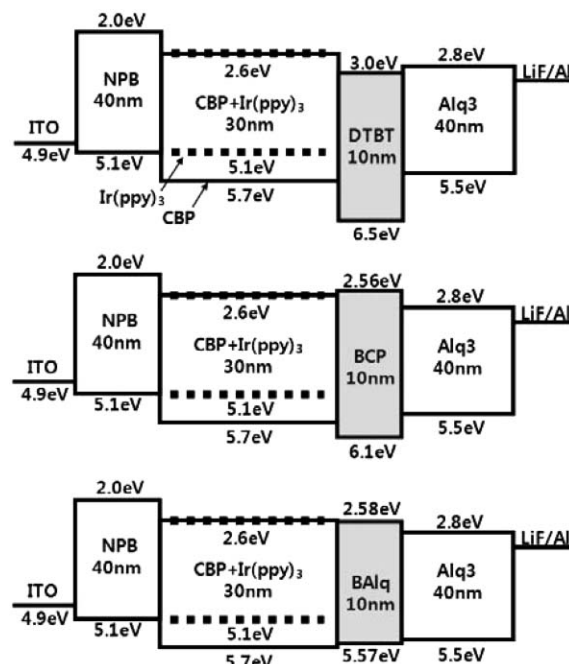 2.0eV
NPB
40nm
ITO
4.9eV
5.1eV
2.6eV
CBP+Ir(ppy)₃
30nm
5.1eV
Ir(ppy)₃
CBP
5.7eV
3.0eV
DTBT
10nm
6.5eV
2.8eV
Alq3
40nm
5.5eV
LiF/Al
2.0eV
NPB
40nm
ITO
4.9eV
5.1eV
2.6eV
CBP+Ir(ppy)₃
30nm
5.1eV
5.7eV
2.56eV
BCP
10nm
6.1eV
2.8eV
Alq3
40nm
5.5eV
LiF/Al
2.0eV
NPB
40nm
ITO
4.9eV
5.1eV
2.6eV
CBP+Ir(ppy)₃
30nm
5.1eV
5.7eV
2.58eV
BAlq
10nm
5.57eV
2.8eV
Alq3
40nm
5.5eV
LiF/Al